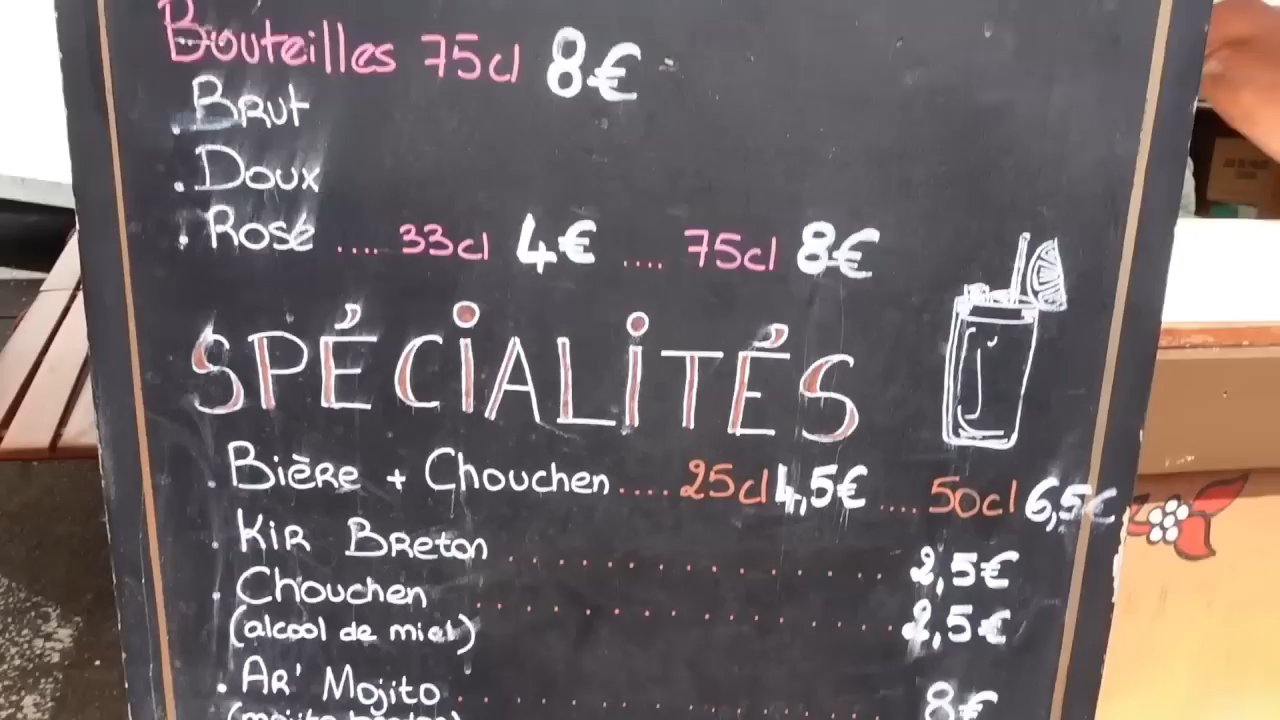 Bouteilles 75cl 8€
. Brut
. Doux
. Rosé .... 33cl 4€ .... 75cl 8€
SPÉCIALITÉS
. Bière + Chouchen .... 25cl 4,5€ .... 50cl 6,5€
. Kir Breton .............. 2,5€
. Chouchen .............. 2,5€
(alcool de miel)
. Ar' Mojito .............. 8€
(mojito